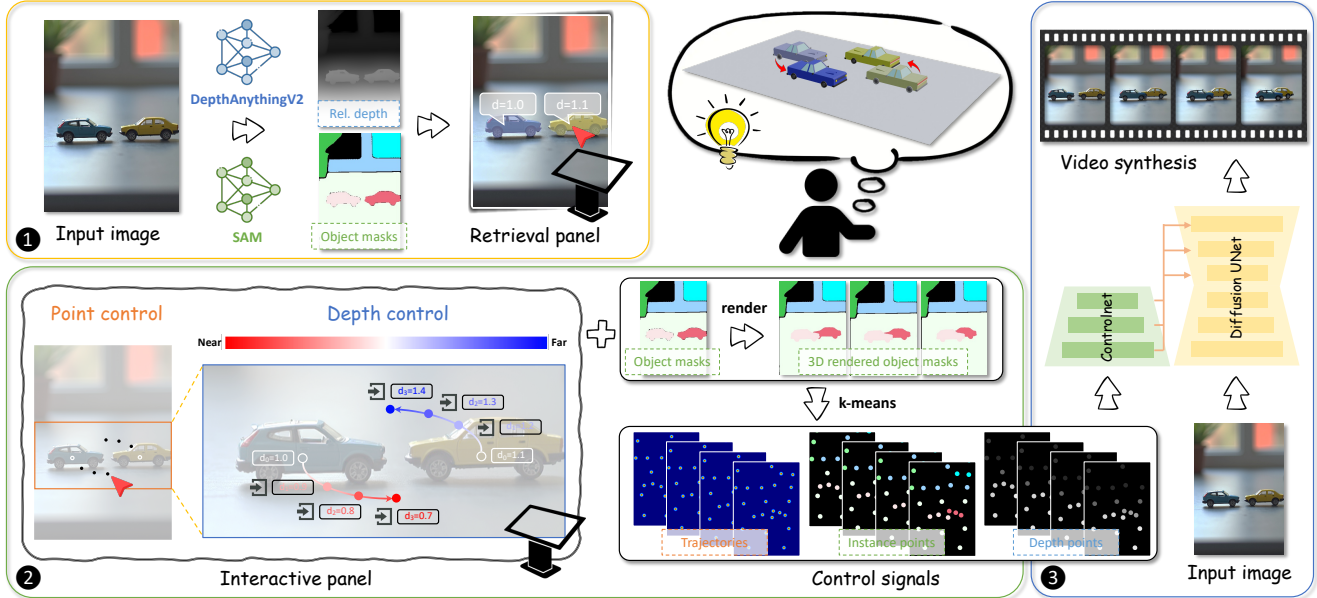 DepthAnythingV2
SAM
Rel. depth
Object masks
d=1.0
d=1.1
1
Input image
Retrieval panel
Point control
Depth control
Near
Far
d₃=1.4
d₂=1.3
d₀=1.0
d₀=1.1
d₂=0.8
d₃=0.7
2
Interactive panel
render
Object masks
3D rendered object masks
k-means
Trajectories
Instance points
Depth points
Control signals
Video synthesis
Controlnet
Diffusion UNet
3
Input image